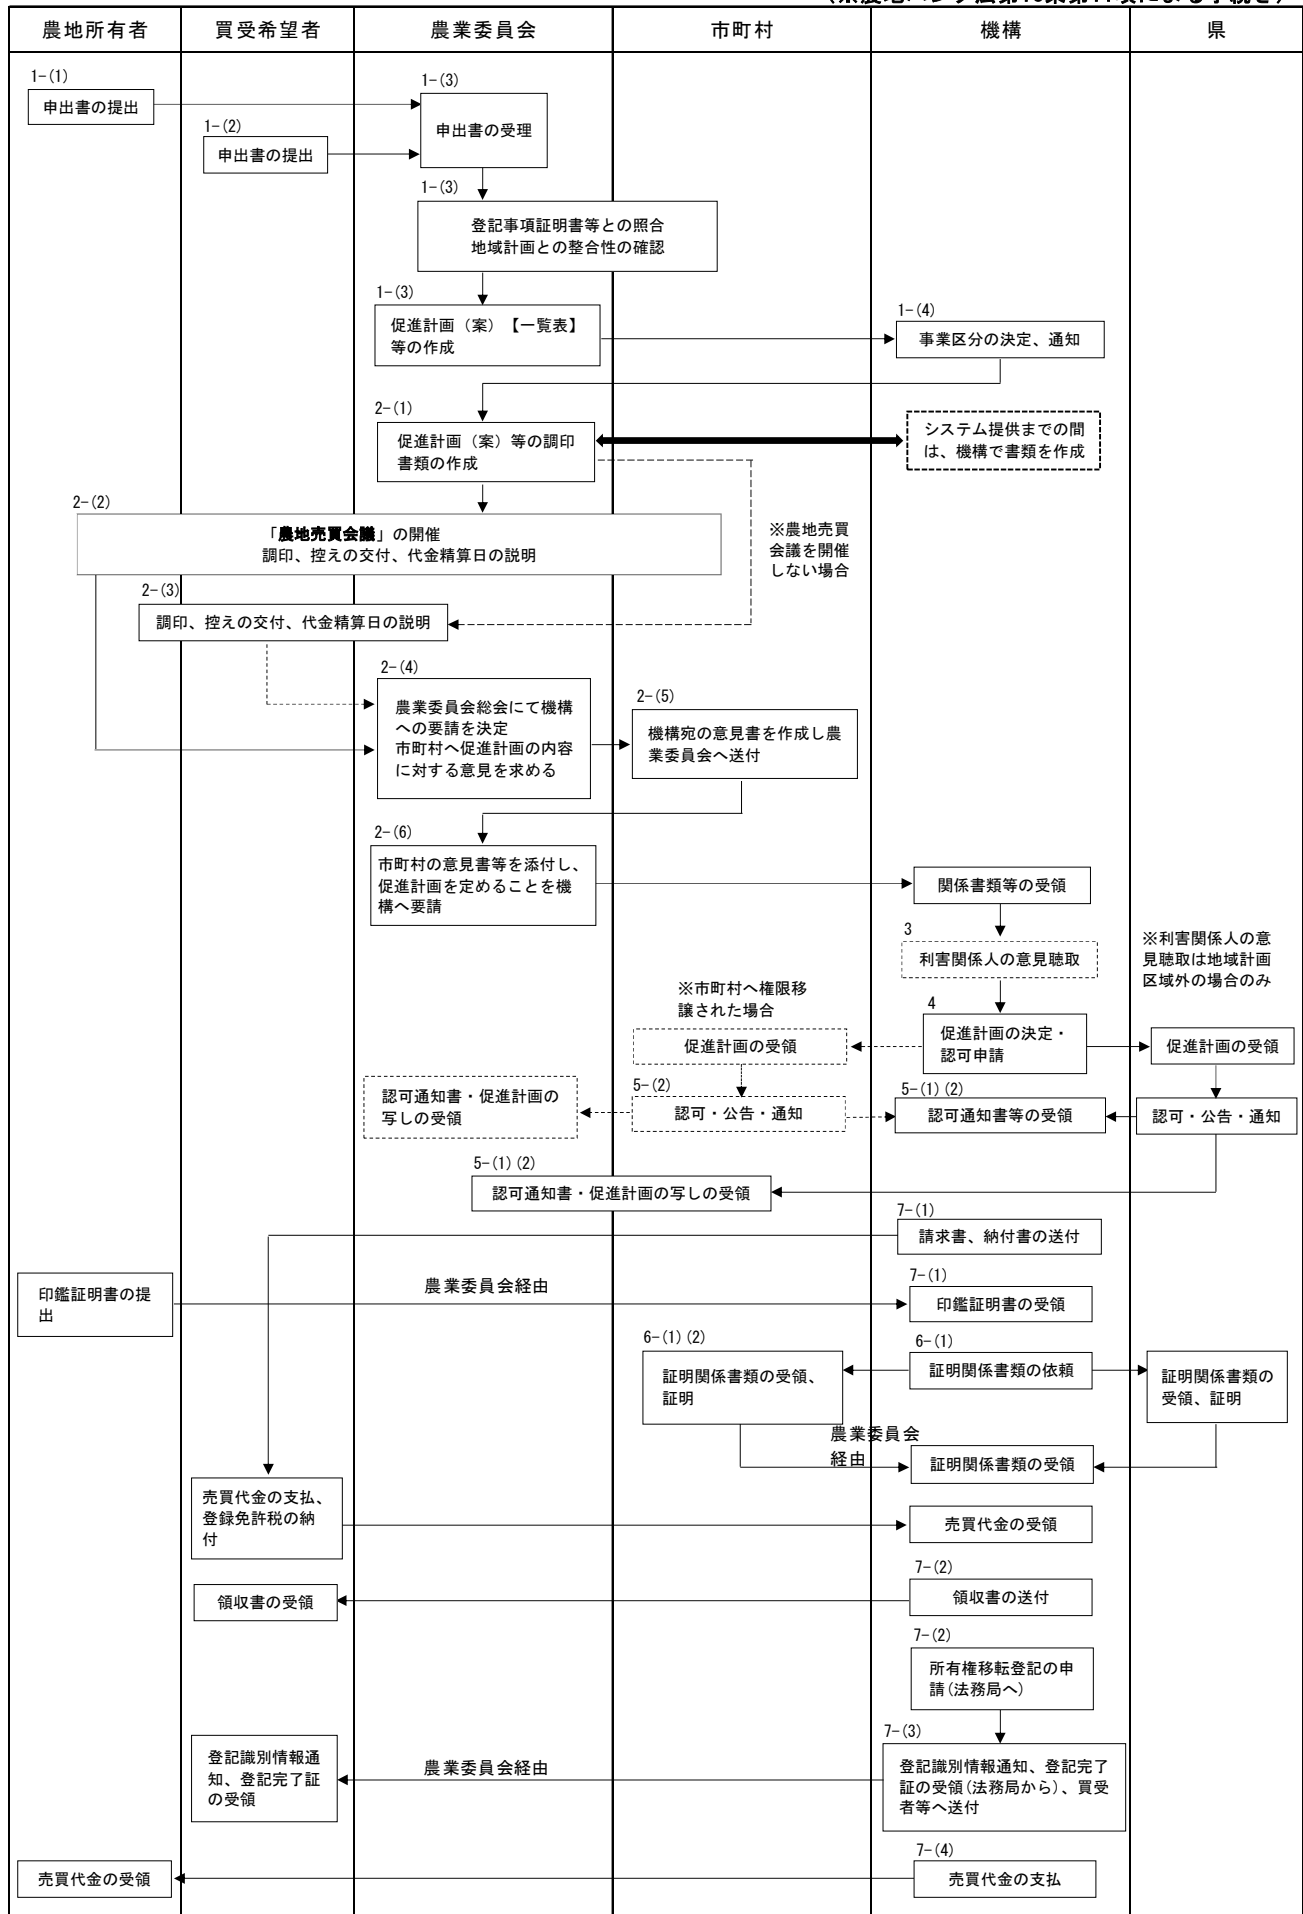 農地所有者
買受希望者
農業委員会
市町村
機構
県
1-(1)
申出書の提出
1-(2)
申出書の提出
1-(3)
申出書の受理
1-(3)
登記事項証明書等との照合
地域計画との整合性の確認
1-(3)
促進計画（案）【一覧表】
等の作成
1-(4)
事業区分の決定、通知
2-(1)
促進計画（案）等の調印
書類の作成
システム提供までの間
は、機構で書類を作成
2-(2)
「農地売買会議」の開催
調印、控えの交付、代金精算日の説明
※農地売買
会議を開催
しない場合
2-(3)
調印、控えの交付、代金精算日の説明
2-(4)
農業委員会総会にて機構
への要請を決定
市町村へ促進計画の内容
に対する意見を求める
2-(5)
機構宛の意見書を作成し農
業委員会へ送付
2-(6)
市町村の意見書等を添付し、
促進計画を定めることを機
構へ要請
関係書類等の受領
3
利害関係人の意見聴取
※利害関係人の意
見聴取は地域計画
区域外の場合のみ
※市町村へ権限移
譲された場合
4
促進計画の決定・
認可申請
促進計画の受領
促進計画の受領
認可通知書・促進計画の
写しの受領
5-(2)
認可・公告・通知
5-(1)(2)
認可通知書等の受領
認可・公告・通知
5-(1)(2)
認可通知書・促進計画の写しの受領
7-(1)
請求書、納付書の送付
印鑑証明書の提
出
農業委員会経由
7-(1)
印鑑証明書の受領
6-(1)(2)
証明関係書類の受領、
証明
6-(1)
証明関係書類の依頼
証明関係書類の
受領、証明
農業委員会
経由
証明関係書類の受領
売買代金の支払、
登録免許税の納
付
売買代金の受領
7-(2)
領収書の送付
領収書の受領
7-(2)
所有権移転登記の申
請(法務局へ)
7-(3)
登記識別情報通知、登記完了
証の受領(法務局から)、買受
者等へ送付
農業委員会経由
登記識別情報通
知、登記完了証
の受領
7-(4)
売買代金の支払
売買代金の受領